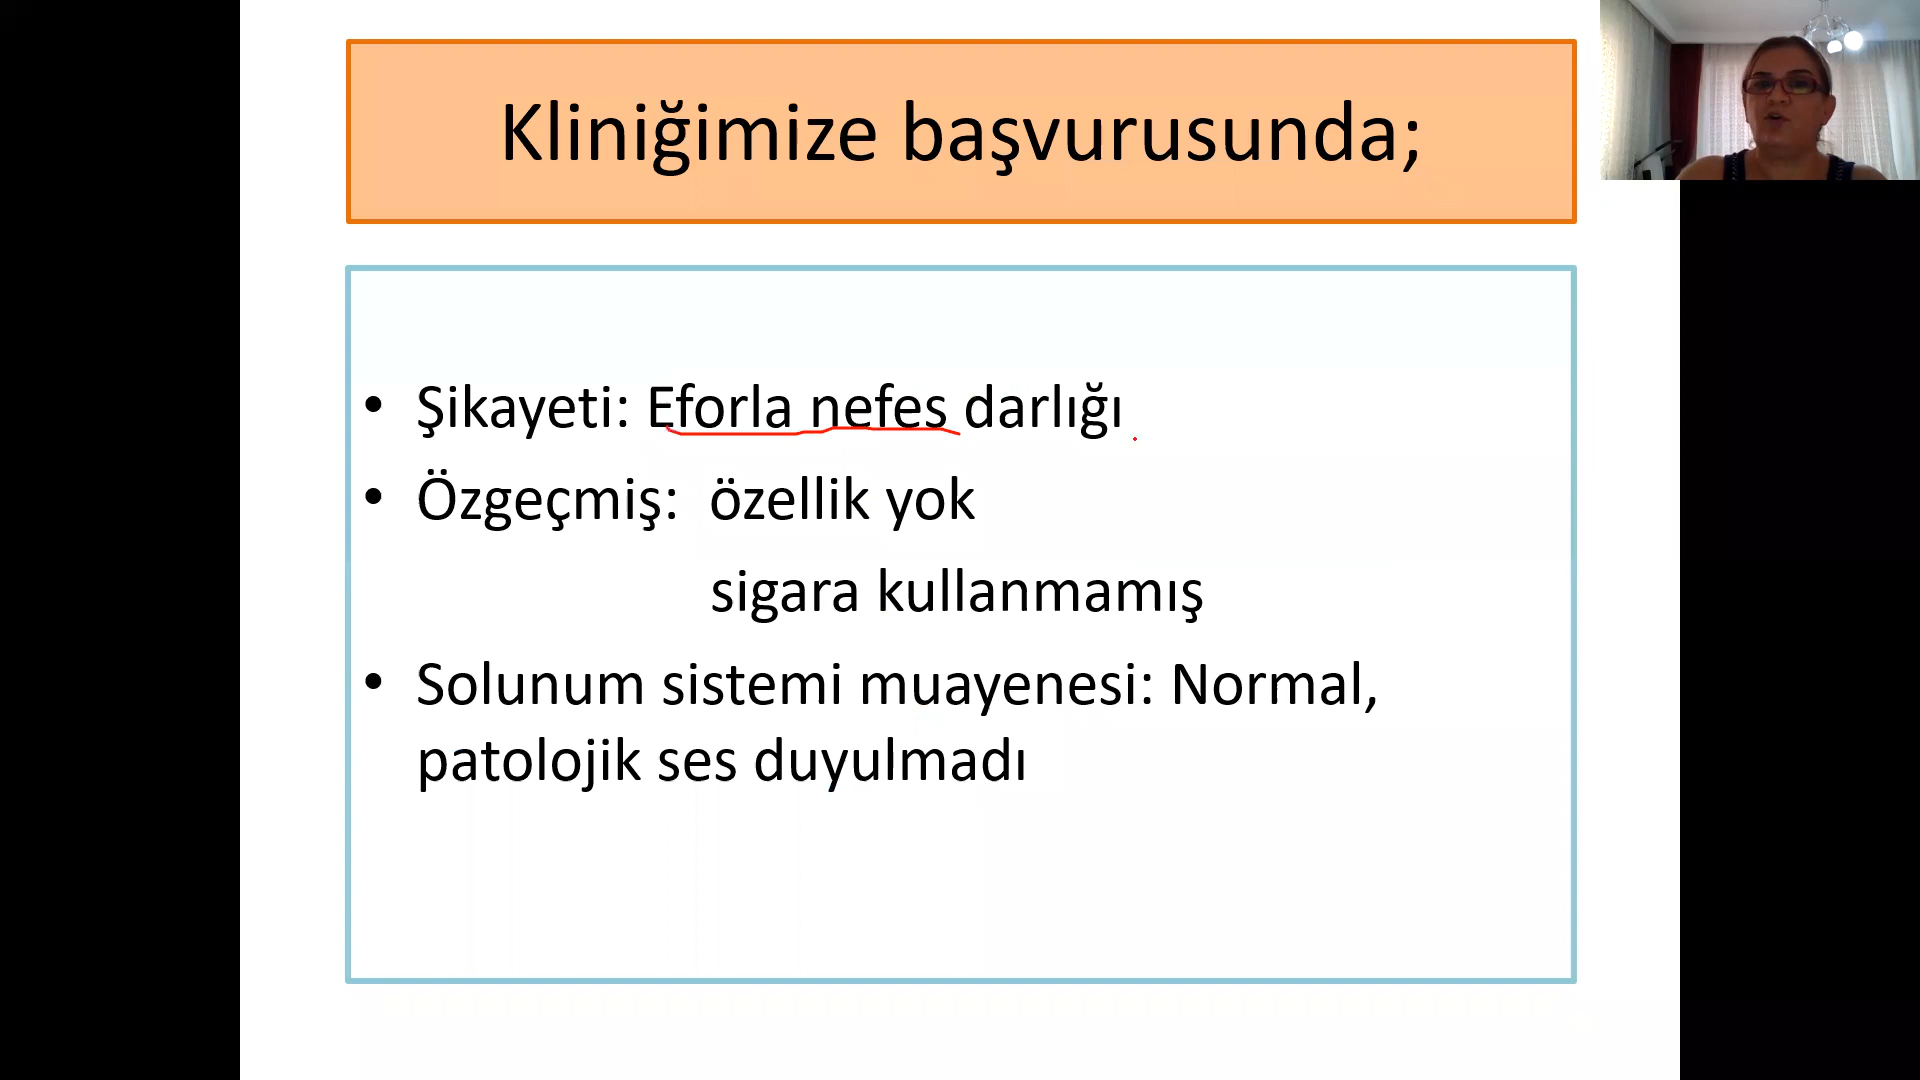 Kliniğimize başvurusunda;
• Şikayeti: Eforla nefes darlığı
• Özgeçmiş: özellik yok
sigara kullanmamış
• Solunum sistemi muayenesi: Normal,
patolojik ses duyulmadı